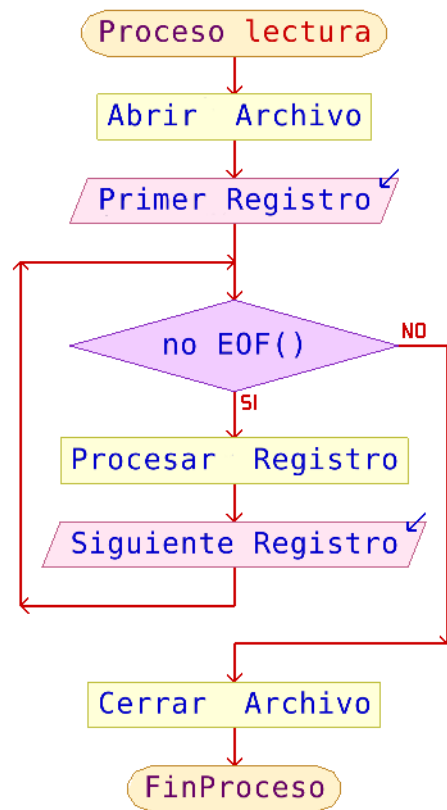 Proceso lectura
Abrir Archivo
Primer Registro
no EOF()
NO
SI
Procesar Registro
Siguiente Registro
Cerrar Archivo
FinProceso